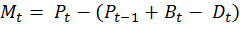 Mₜ = Pₜ − (Pₜ₋₁ + Bₜ − Dₜ)